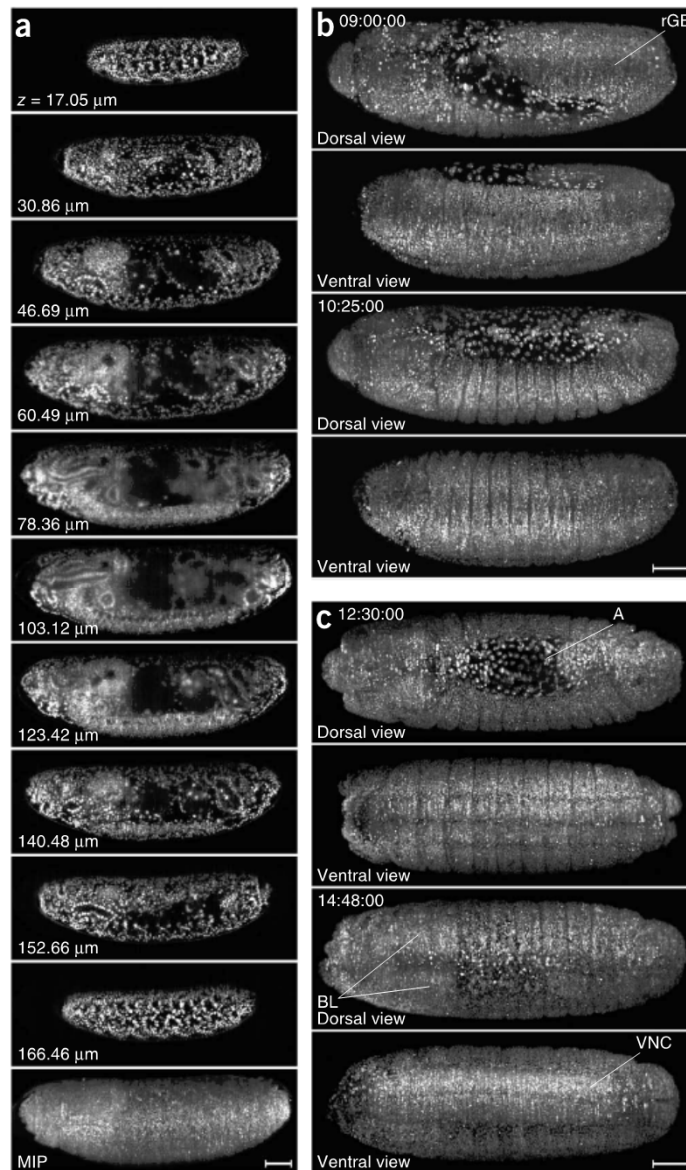 a
z = 17.05 μm
30.86 μm
46.69 μm
60.49 μm
78.36 μm
103.12 μm
123.42 μm
140.48 μm
152.66 μm
166.46 μm
MIP
b
09:00:00
rGB
Dorsal view
Ventral view
10:25:00
Dorsal view
Ventral view
c
12:30:00
A
Dorsal view
Ventral view
14:48:00
BL
Dorsal view
VNC
Ventral view